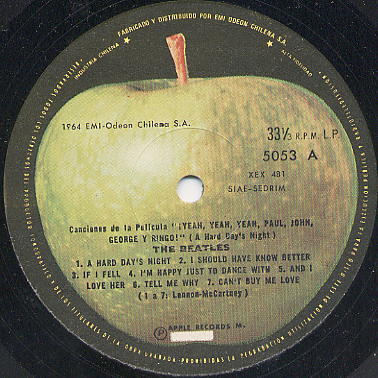 FABRICADO Y DISTRIBUIDO POR EMI ODEON CHILENA S.A.
INDUSTRIA CHILENA
ALTA FIDELIDAD
1964 EMI-Odeon Chilena S.A.
33⅓ R.P.M. L.P.
5053 A
XEX 481
SIAE-SEDRIM
Canciones de la Película "¡YEAH, YEAH, YEAH, PAUL, JOHN,
GEORGE Y RINGO!" (A Hard Day's Night)
THE BEATLES
1. A HARD DAY'S NIGHT 2. I SHOULD HAVE KNOW BETTER
3. IF I FELL 4. I'M HAPPY JUST TO DANCE WITH 5. AND I
LOVE HER 6. TELL ME WHY 7. CAN'T BUY ME LOVE
(1 a 7: Lennon-McCartney)
Ⓟ APPLE RECORDS M.